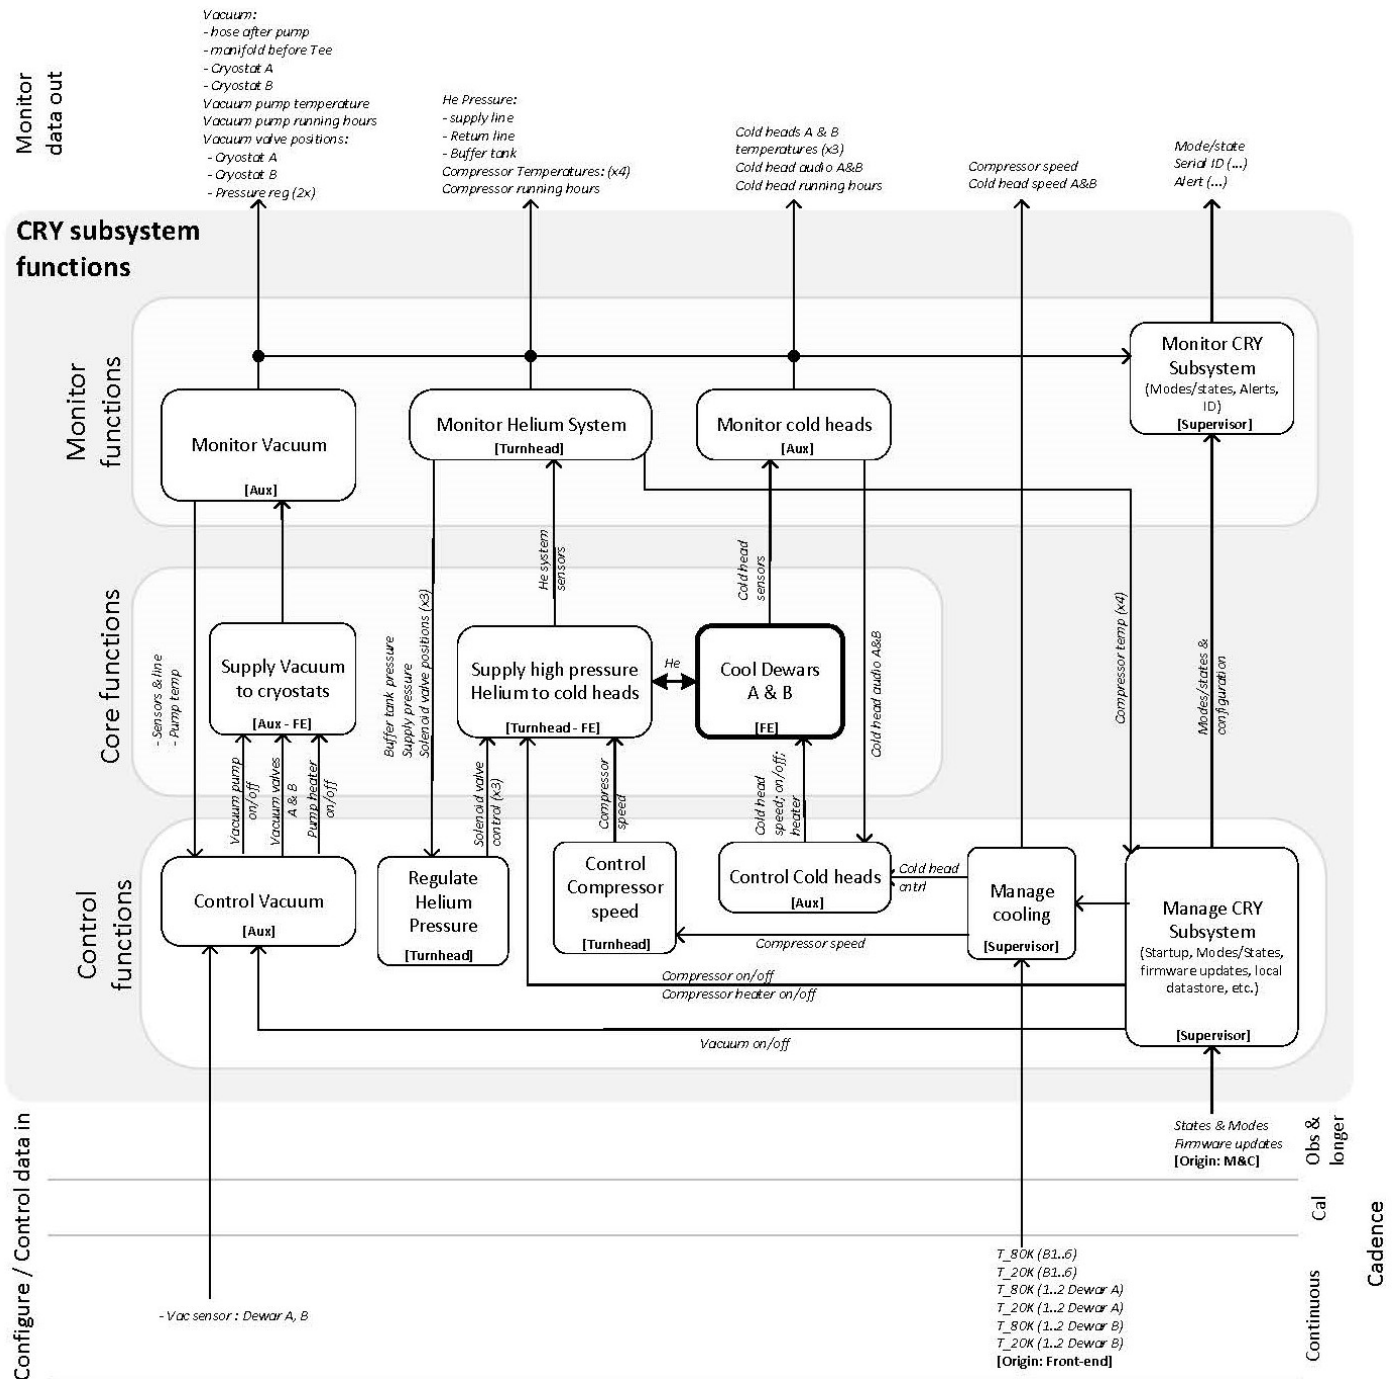 Monitor
data out
Vacuum:
- hose after pump
- manifold before Tee
- Cryostat A
- Cryostat B
Vacuum pump temperature
Vacuum pump running hours
Vacuum valve positions:
- Cryostat A
- Cryostat B
- Pressure reg (2x)
He Pressure:
- supply line
- Return line
- Buffer tank
Compressor Temperatures: (x4)
Compressor running hours
Cold heads A & B
temperatures (x3)
Cold head audio A&B
Cold head running hours
Compressor speed
Cold head speed A&B
Mode/state
Serial ID (...)
Alert (...)
CRY subsystem
functions
Monitor
functions
Monitor Vacuum
[Aux]
Monitor Helium System
[Turnhead]
Monitor cold heads
[Aux]
Monitor CRY
Subsystem
(Modes/states, Alerts,
ID)
[Supervisor]
Core functions
- Sensors & line
- Pump temp
Supply Vacuum
to cryostats
[Aux - FE]
Buffer tank pressure
Supply pressure
Solenoid valve positions (x3)
He system
sensors
Supply high pressure
Helium to cold heads
[Turnhead - FE]
He
Cold head
sensors
Cool Dewars
A & B
[FE]
Cold head audio A&B
Compressor temp (x4)
Modes/states &
configuration
Vacuum pump
on/off
Vacuum valves
A & B
Pump heater
on/off
Solenoid valve
control (x3)
Compressor
speed
Cold head
speed; on/off;
heater
Control
functions
Control Vacuum
[Aux]
Regulate
Helium
Pressure
[Turnhead]
Control
Compressor
speed
[Turnhead]
Control Cold heads
[Aux]
Cold head
cntrl
Manage
cooling
[Supervisor]
Manage CRY
Subsystem
(Startup, Modes/States,
firmware updates, local
datastore, etc.)
[Supervisor]
Compressor speed
Compressor on/off
Compressor heater on/off
Vacuum on/off
Configure / Control data in
States & Modes
Firmware updates
[Origin: M&C]
Obs &
longer
Cal
Cadence
- Vac sensor : Dewar A, B
T_80K (B1..6)
T_20K (B1..6)
T_80K (1..2 Dewar A)
T_20K (1..2 Dewar A)
T_80K (1..2 Dewar B)
T_20K (1..2 Dewar B)
[Origin: Front-end]
Continuous